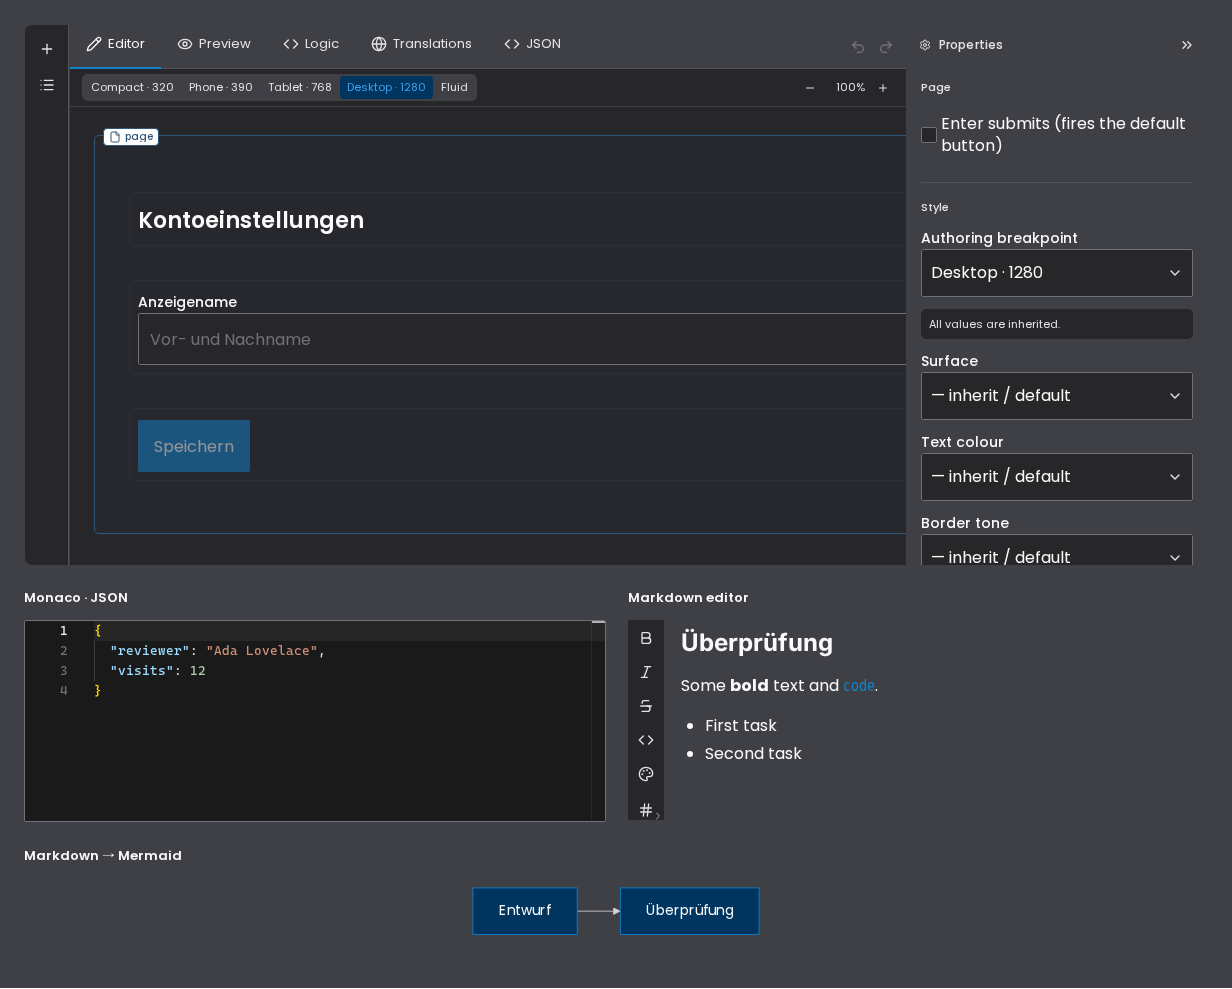 Editor Preview Logic Translations JSON
Properties
Compact · 320 Phone · 390 Tablet · 768 Desktop · 1280 Fluid
100%
Page
Enter submits (fires the default
button)
page
Style
Kontoeinstellungen
Authoring breakpoint
Desktop · 1280
Anzeigename
Vor- und Nachname
All values are inherited.
Surface
— inherit / default
Text colour
— inherit / default
Speichern
Border tone
— inherit / default
Monaco · JSON
1 {
2 "reviewer": "Ada Lovelace",
3 "visits": 12
4 }
Markdown editor
Überprüfung
Some bold text and code.
• First task
• Second task
Markdown → Mermaid
Entwurf
Überprüfung